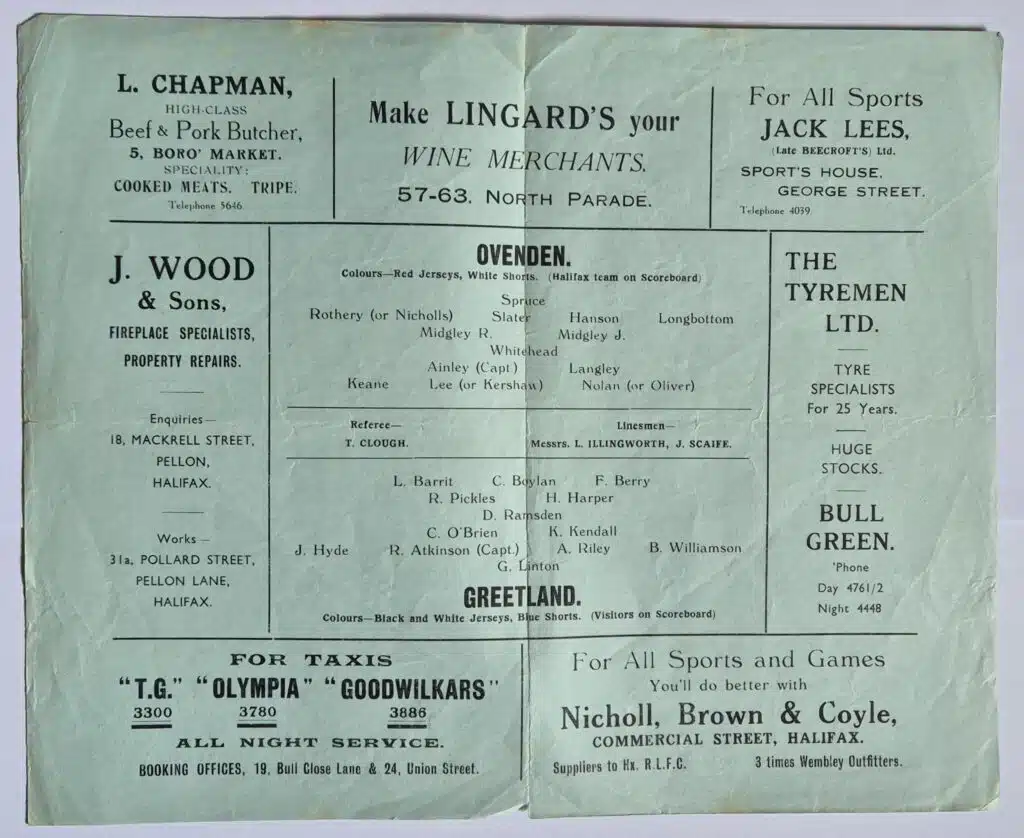 L. CHAPMAN,
HIGH-CLASS
Beef & Pork Butcher,
5, BORO' MARKET.
SPECIALITY:
COOKED MEATS. TRIPE.
Telephone 5646
Make LINGARD'S your
WINE MERCHANTS.
57-63, NORTH PARADE.
For All Sports
JACK LEES,
(Late BEECROFT'S) Ltd.
SPORT'S HOUSE,
GEORGE STREET.
Telephone 4039
J. WOOD
& Sons,
FIREPLACE SPECIALISTS,
PROPERTY REPAIRS.
Enquiries—
18, MACKRELL STREET,
PELLON,
HALIFAX.
Works—
31a, POLLARD STREET,
PELLON LANE,
HALIFAX.
OVENDEN.
Colours—Red Jerseys, White Shorts. (Halifax team on Scoreboard)
Spruce
Rothery (or Nicholls) Slater Hanson Longbottom
Midgley R. Midgley J.
Whitehead
Ainley (Capt.) Langley
Keane Lee (or Kershaw) Nolan (or Oliver)
Referee— Linesmen—
T. CLOUGH. Messrs. L. ILLINGWORTH, J. SCAIFE.
L. Barrit C. Boylan F. Berry
R. Pickles H. Harper
D. Ramsden
C. O'Brien K. Kendall
J. Hyde R. Atkinson (Capt.) A. Riley B. Williamson
G. Linton
GREETLAND.
Colours—Black and White Jerseys, Blue Shorts. (Visitors on Scoreboard)
THE
TYREMEN
LTD.
TYRE
SPECIALISTS
For 25 Years.
HUGE
STOCKS.
BULL
GREEN.
'Phone
Day 4761/2
Night 4448
FOR TAXIS
"T.G." "OLYMPIA" "GOODWILKARS"
3300 3780 3886
ALL NIGHT SERVICE.
BOOKING OFFICES, 19, Bull Close Lane & 24, Union Street.
For All Sports and Games
You'll do better with
Nicholl, Brown & Coyle,
COMMERCIAL STREET, HALIFAX.
Suppliers to Hx. R.L.F.C. 3 times Wembley Outfitters.